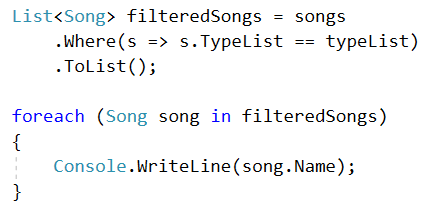 List<Song> filteredSongs = songs
    .Where(s => s.TypeList == typeList)
    .ToList();
foreach (Song song in filteredSongs)
{
    Console.WriteLine(song.Name);
}